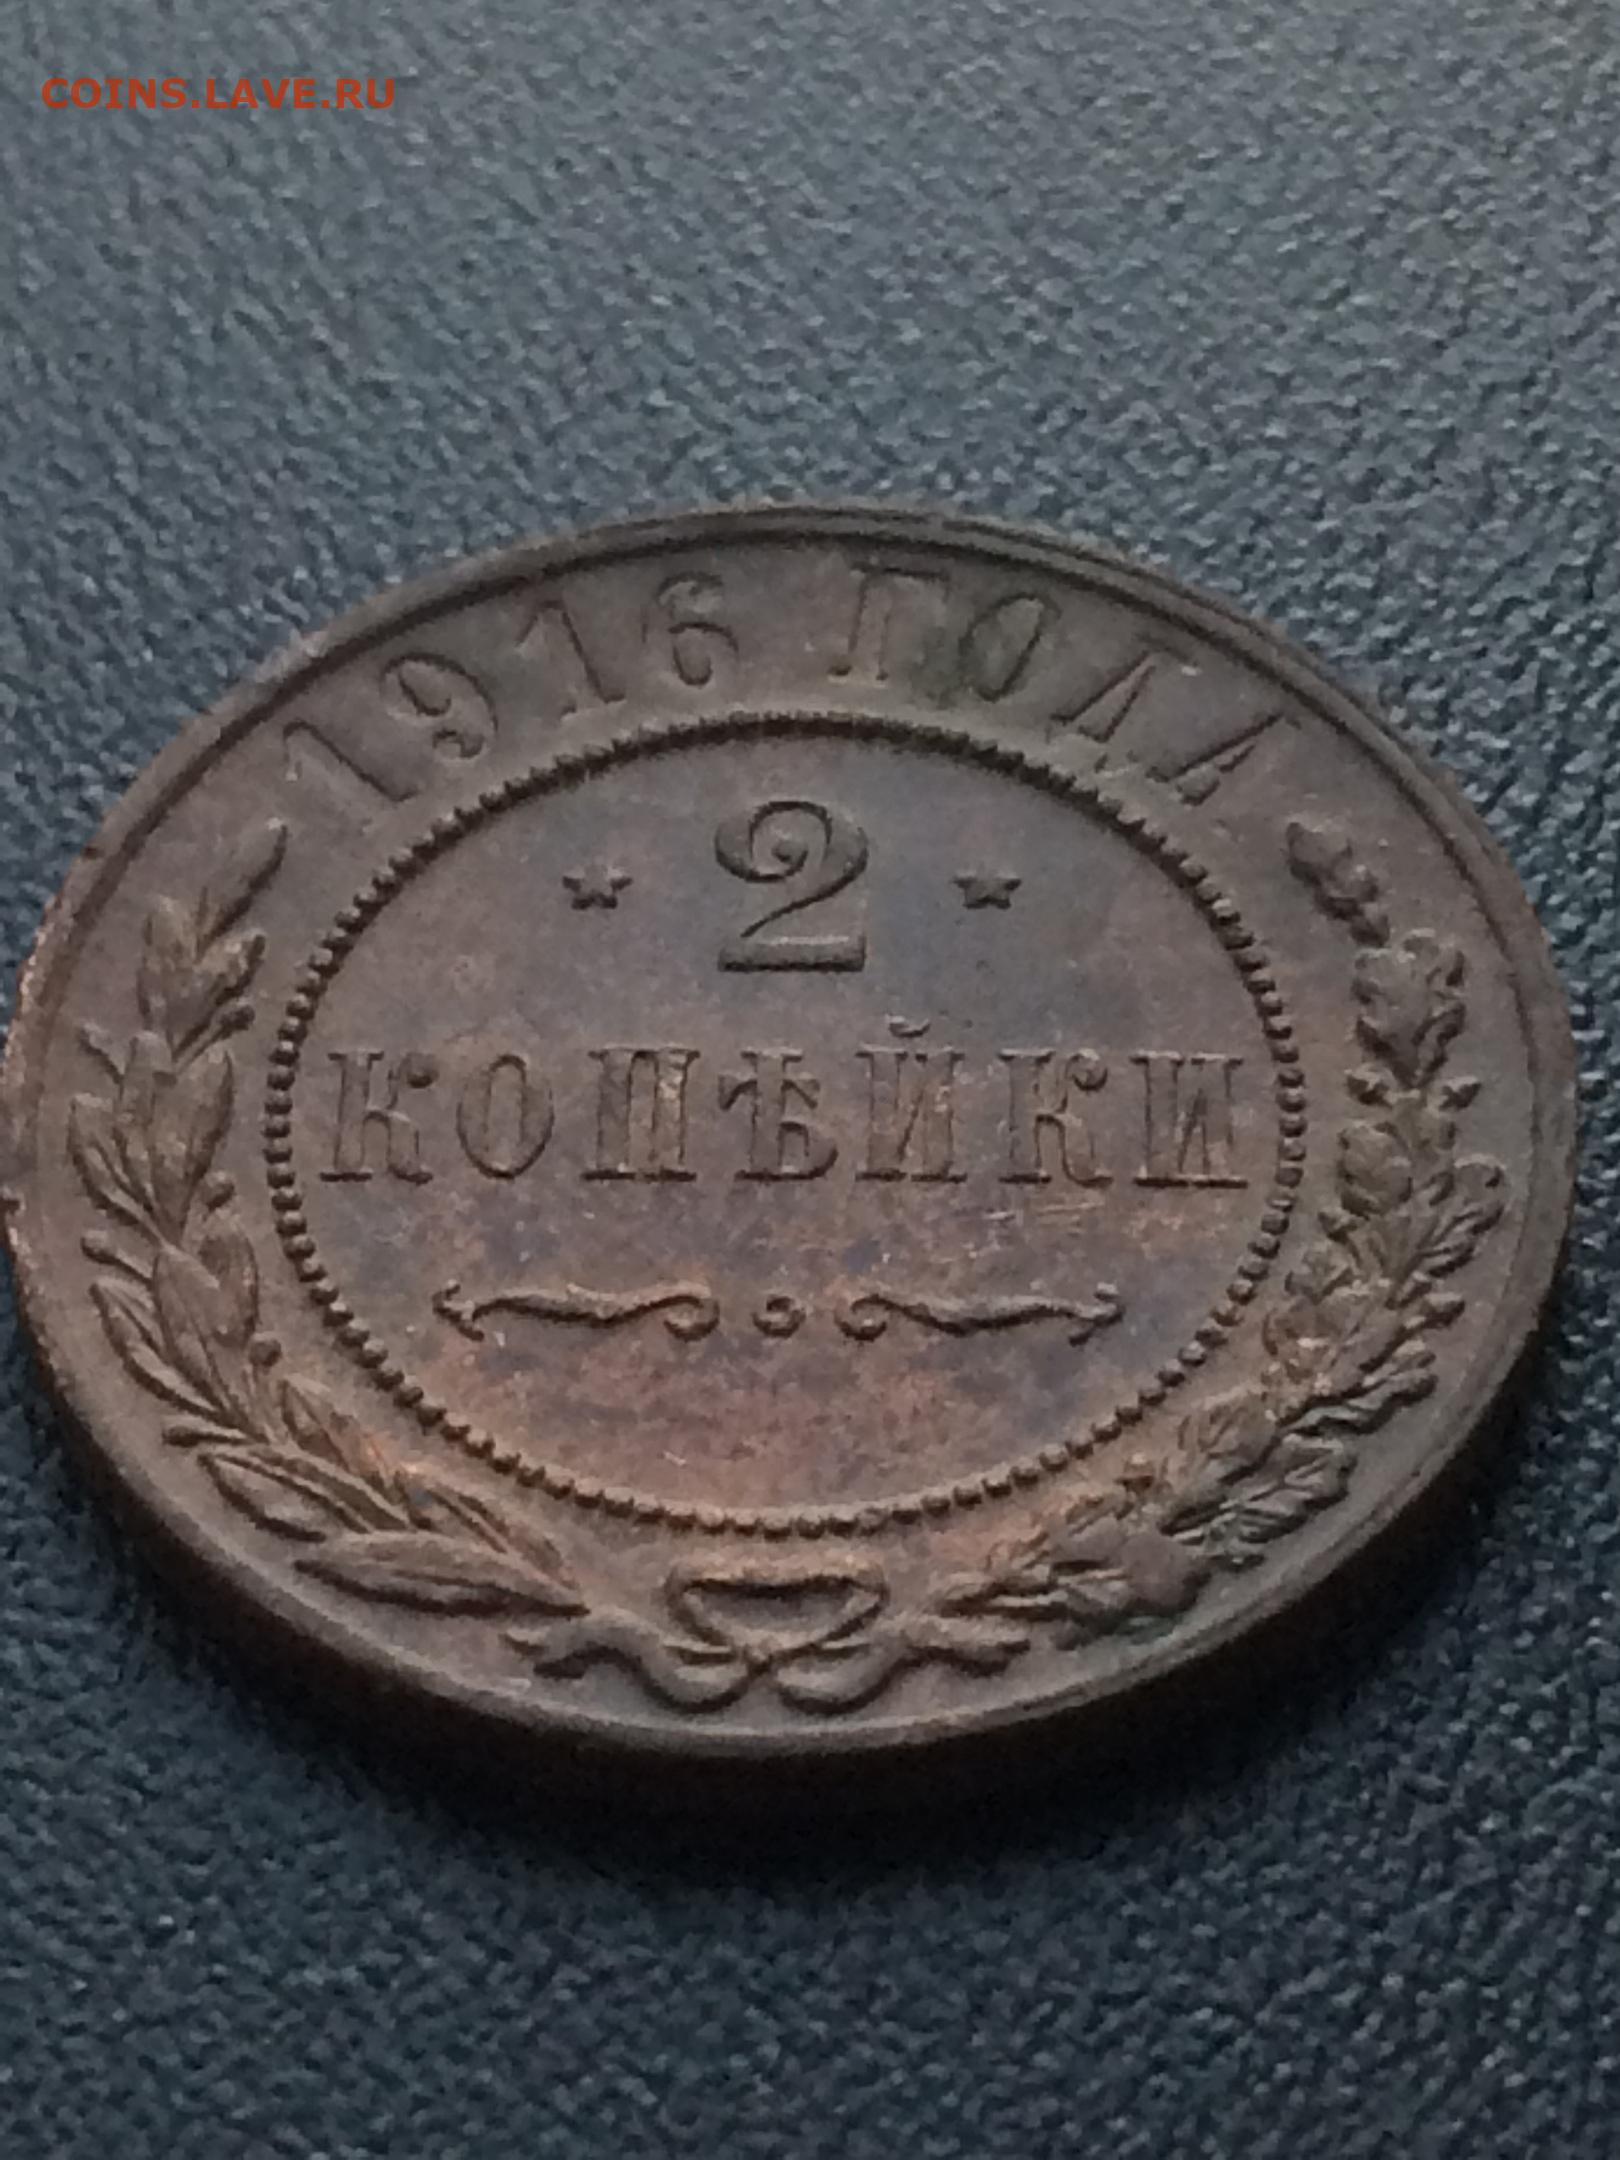 COINS.LAVE.RU
1916 ГОДА
2
КОПѢЙКИ